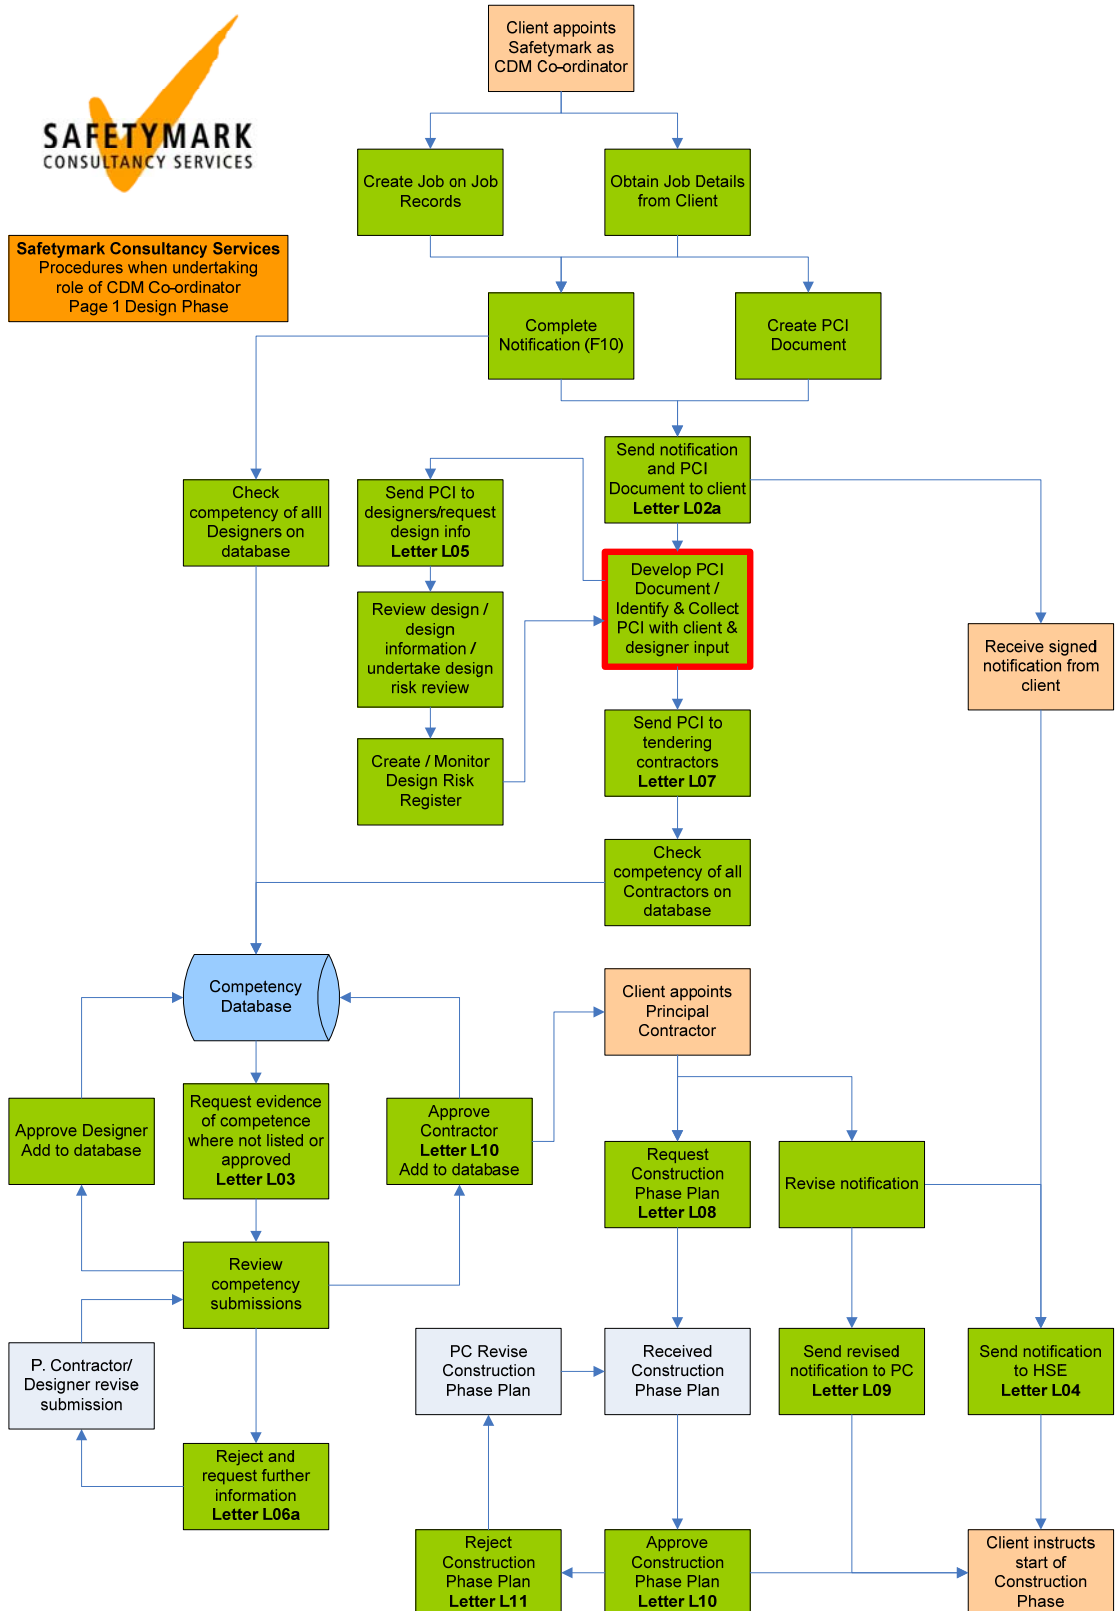 Client appoints
Safetymark as
CDM Co-ordinator
SAFETYMARK
CONSULTANCY SERVICES
Create Job on Job
Records
Obtain Job Details
from Client
Safetymark Consultancy Services
Procedures when undertaking
role of CDM Co-ordinator
Page 1 Design Phase
Complete
Notification (F10)
Create PCI
Document
Send notification
and PCI
Document to client
Letter L02a
Check
competency of alll
Designers on
database
Send PCI to
designers/request
design info
Letter L05
Develop PCI
Document /
Identify & Collect
PCI with client &
designer input
Review design /
design
information /
undertake design
risk review
Receive signed
notification from
client
Send PCI to
tendering
contractors
Letter L07
Create / Monitor
Design Risk
Register
Check
competency of all
Contractors on
database
Competency
Database
Client appoints
Principal
Contractor
Approve Designer
Add to database
Request evidence
of competence
where not listed or
approved
Letter L03
Approve
Contractor
Letter L10
Add to database
Request
Construction
Phase Plan
Letter L08
Revise notification
Review
competency
submissions
P. Contractor/
Designer revise
submission
PC Revise
Construction
Phase Plan
Received
Construction
Phase Plan
Send revised
notification to PC
Letter L09
Send notification
to HSE
Letter L04
Reject and
request further
information
Letter L06a
Reject
Construction
Phase Plan
Letter L11
Approve
Construction
Phase Plan
Letter L10
Client instructs
start of
Construction
Phase